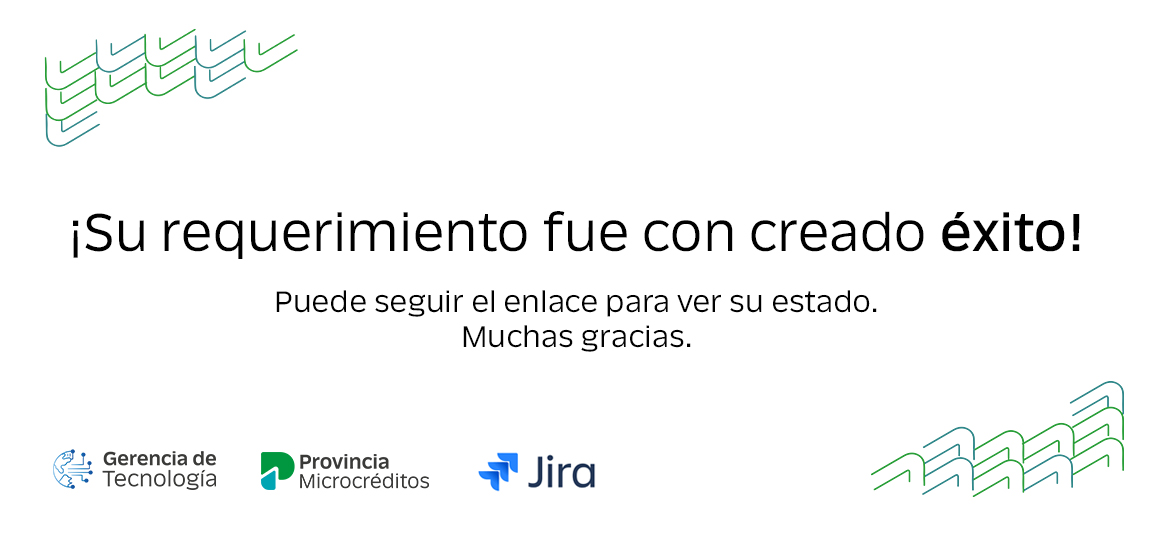 ¡Su requerimiento fue con creado éxito!
Puede seguir el enlace para ver su estado.
Muchas gracias.
Gerencia de
Tecnología
Provincia
Microcréditos
Jira